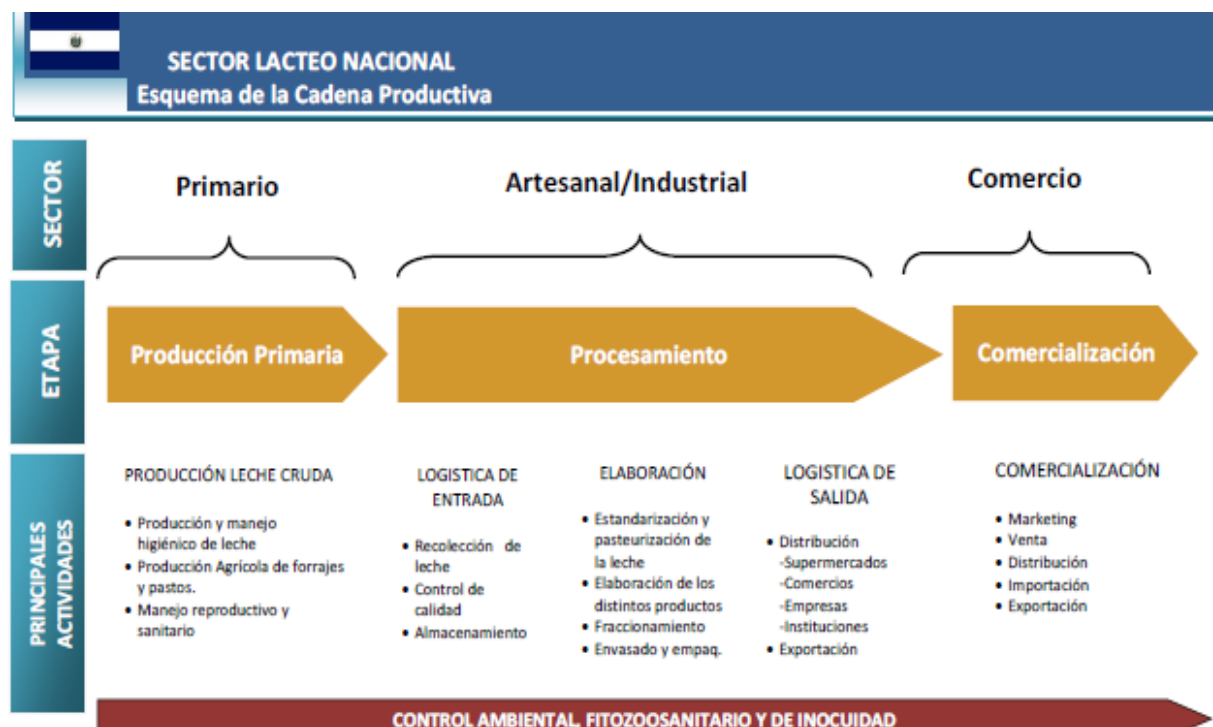 SECTOR LACTEO NACIONAL
Esquema de la Cadena Productiva
SECTOR
Primario
Artesanal/Industrial
Comercio
ETAPA
Producción Primaria
Procesamiento
Comercialización
PRINCIPALES
ACTIVIDADES
PRODUCCIÓN LECHE CRUDA
• Producción y manejo
higiénico de leche
• Producción Agrícola de forrajes
y pastos.
• Manejo reproductivo y
sanitario
LOGISTICA DE
ENTRADA
• Recolección de
leche
• Control de
calidad
• Almacenamiento
ELABORACIÓN
• Estandarización y
pasteurización de
la leche
• Elaboración de los
distintos productos
• Fraccionamiento
• Envasado y empaq.
LOGISTICA DE
SALIDA
• Distribución
-Supermercados
-Comercios
-Empresas
-Instituciones
• Exportación
COMERCIALIZACIÓN
• Marketing
• Venta
• Distribución
• Importación
• Exportación
CONTROL AMBIENTAL, FITOZOOSANITARIO Y DE INOCUIDAD